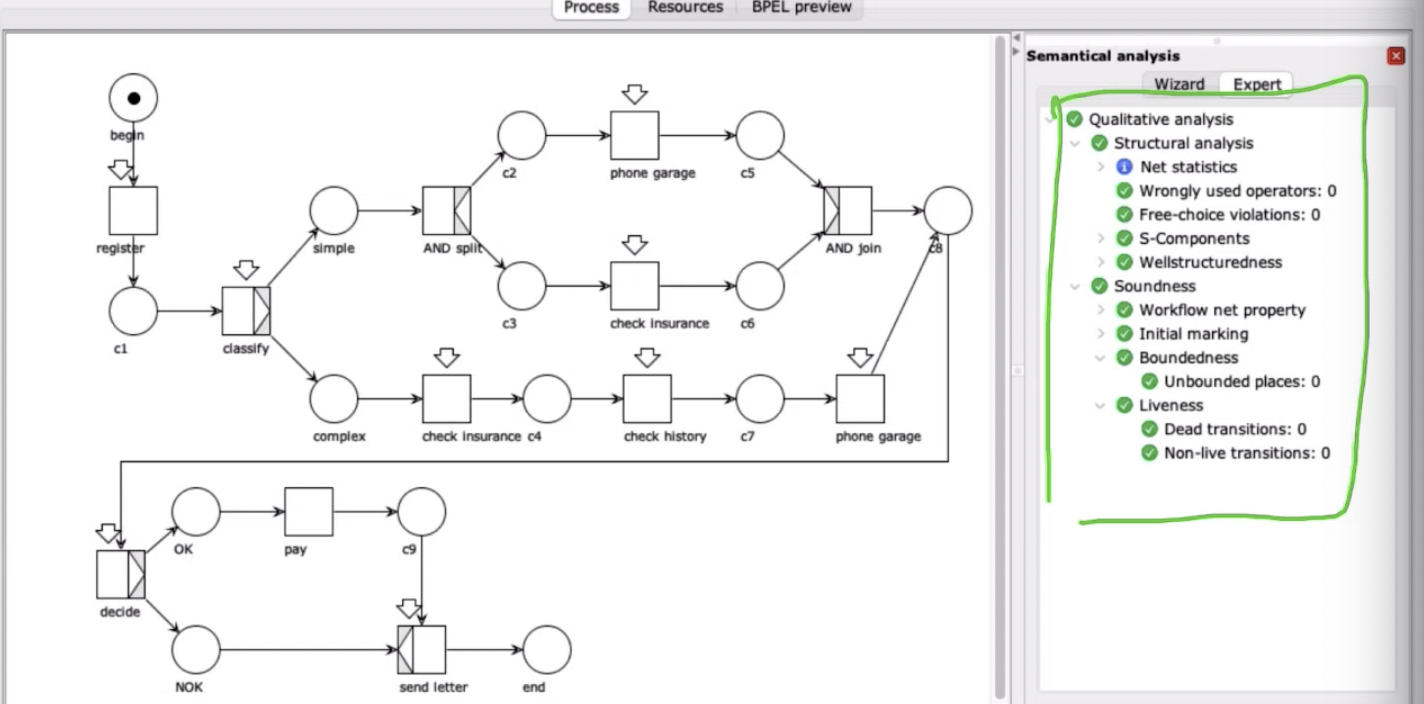 Process Resources BPEL preview
Semantical analysis
Wizard Expert
begin
register
c1
classify
simple
complex
AND split
c2
phone garage
c5
c3
check insurance
c6
AND join
c8
check insurance c4
check history
c7
phone garage
decide
OK
pay
c9
NOK
send letter
end
Qualitative analysis
Structural analysis
Net statistics
Wrongly used operators: 0
Free-choice violations: 0
S-Components
Wellstructuredness
Soundness
Workflow net property
Initial marking
Boundedness
Unbounded places: 0
Liveness
Dead transitions: 0
Non-live transitions: 0